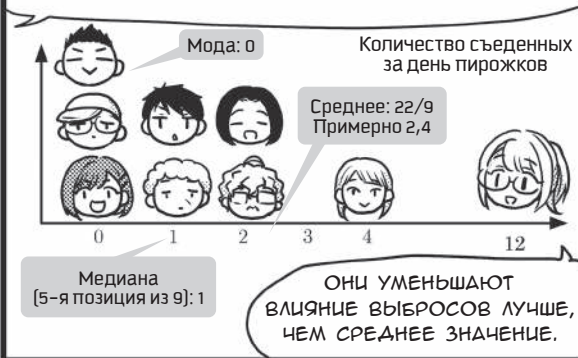 Мода: 0
Количество съеденных
за день пирожков
Среднее: 22/9
Примерно 2,4
0 1 2 3 4 12
Медиана
(5-я позиция из 9): 1
ОНИ УМЕНЬШАЮТ
ВЛИЯНИЕ ВЫБРОСОВ ЛУЧШЕ,
ЧЕМ СРЕДНЕЕ ЗНАЧЕНИЕ.